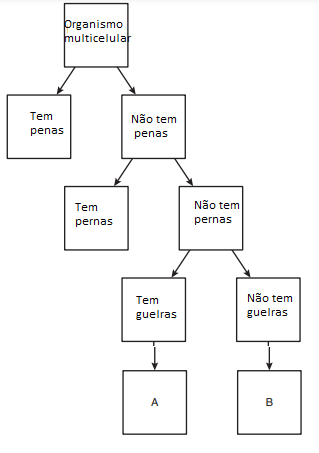 Organismo
multicelular
Tem
penas
Não tem
penas
Tem
pernas
Não tem
pernas
Tem
guelras
Não tem
guelras
A
B